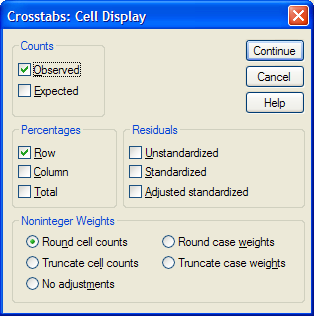 Crosstabs: Cell Display
Counts
Observed
Expected
Continue
Cancel
Help
Percentages
Row
Column
Total
Residuals
Unstandardized
Standardized
Adjusted standardized
Noninteger Weights
Round cell counts
Round case weights
Truncate cell counts
Truncate case weights
No adjustments